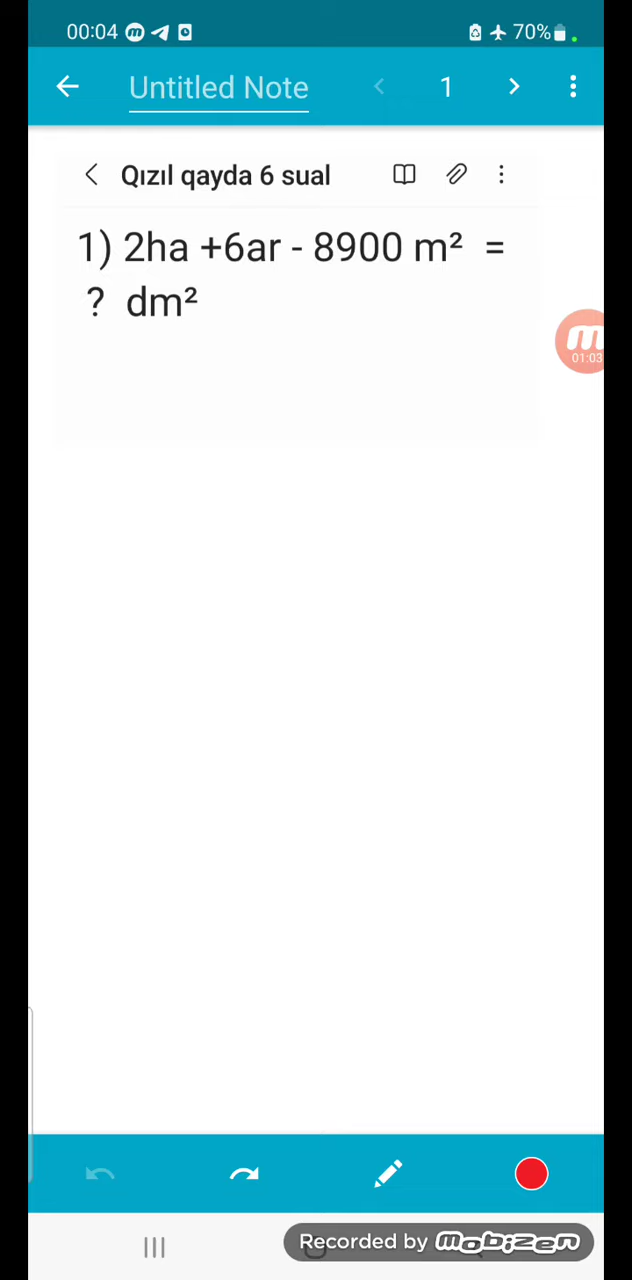 00:04 70%
Untitled Note 1
Qızıl qayda 6 sual
1) 2ha +6ar - 8900 m² =
? dm²
m
01:03
Recorded by mobizen